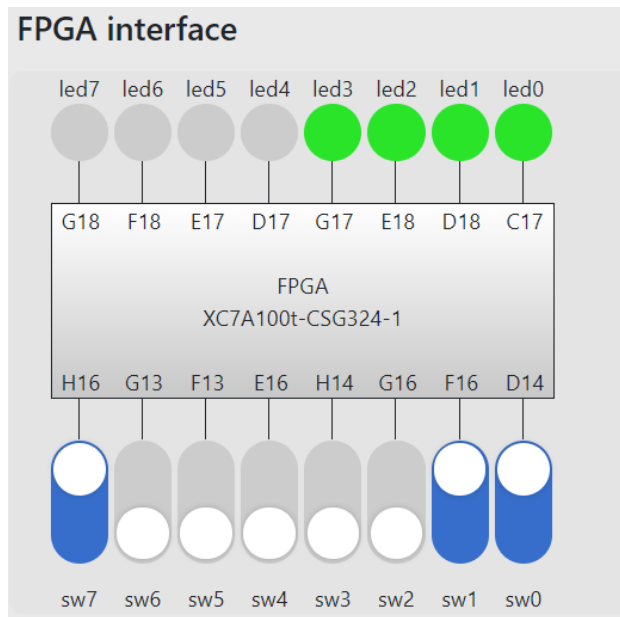 FPGA interface
led7 led6 led5 led4 led3 led2 led1 led0
G18 F18 E17 D17 G17 E18 D18 C17
FPGA
XC7A100t-CSG324-1
H16 G13 F13 E16 H14 G16 F16 D14
sw7 sw6 sw5 sw4 sw3 sw2 sw1 sw0